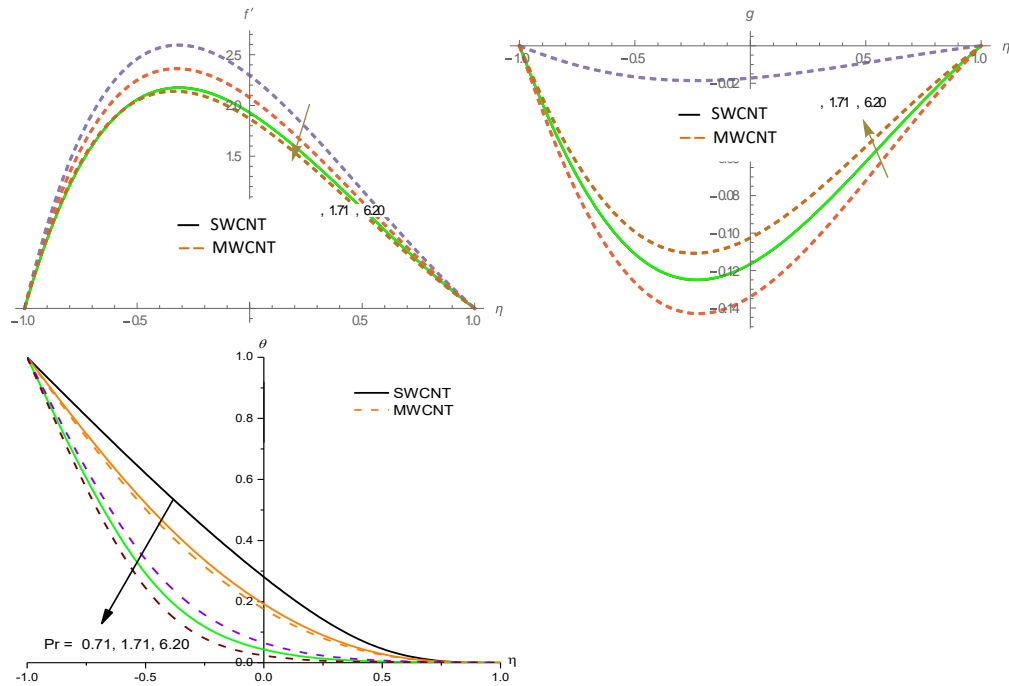 f′
2.5
2.0
1.5
, 1.71 , 6.20
SWCNT
MWCNT
−1.0 −0.5 0.5 1.0 η
g
−1.0 −0.5 0.5 1.0 η
−0.02
, 1.71 , 6.20
SWCNT
MWCNT
−0.08
−0.10
−0.12
−0.14
θ
1.0
SWCNT
MWCNT
0.8
0.6
0.4
0.2
Pr = 0.71, 1.71, 6.20
0.0 η
-1.0 -0.5 0.0 0.5 1.0